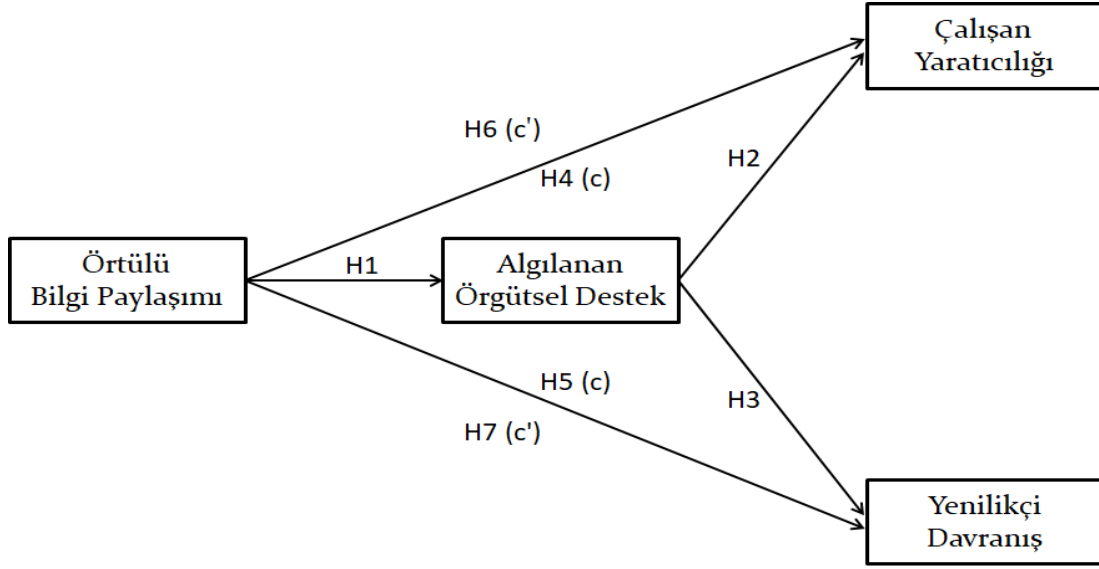 Çalışan
Yaratıcılığı
H6 (c')
H2
H4 (c)
Örtülü
Bilgi Paylaşımı
H1
Algılanan
Örgütsel Destek
H5 (c)
H3
H7 (c')
Yenilikçi
Davranış